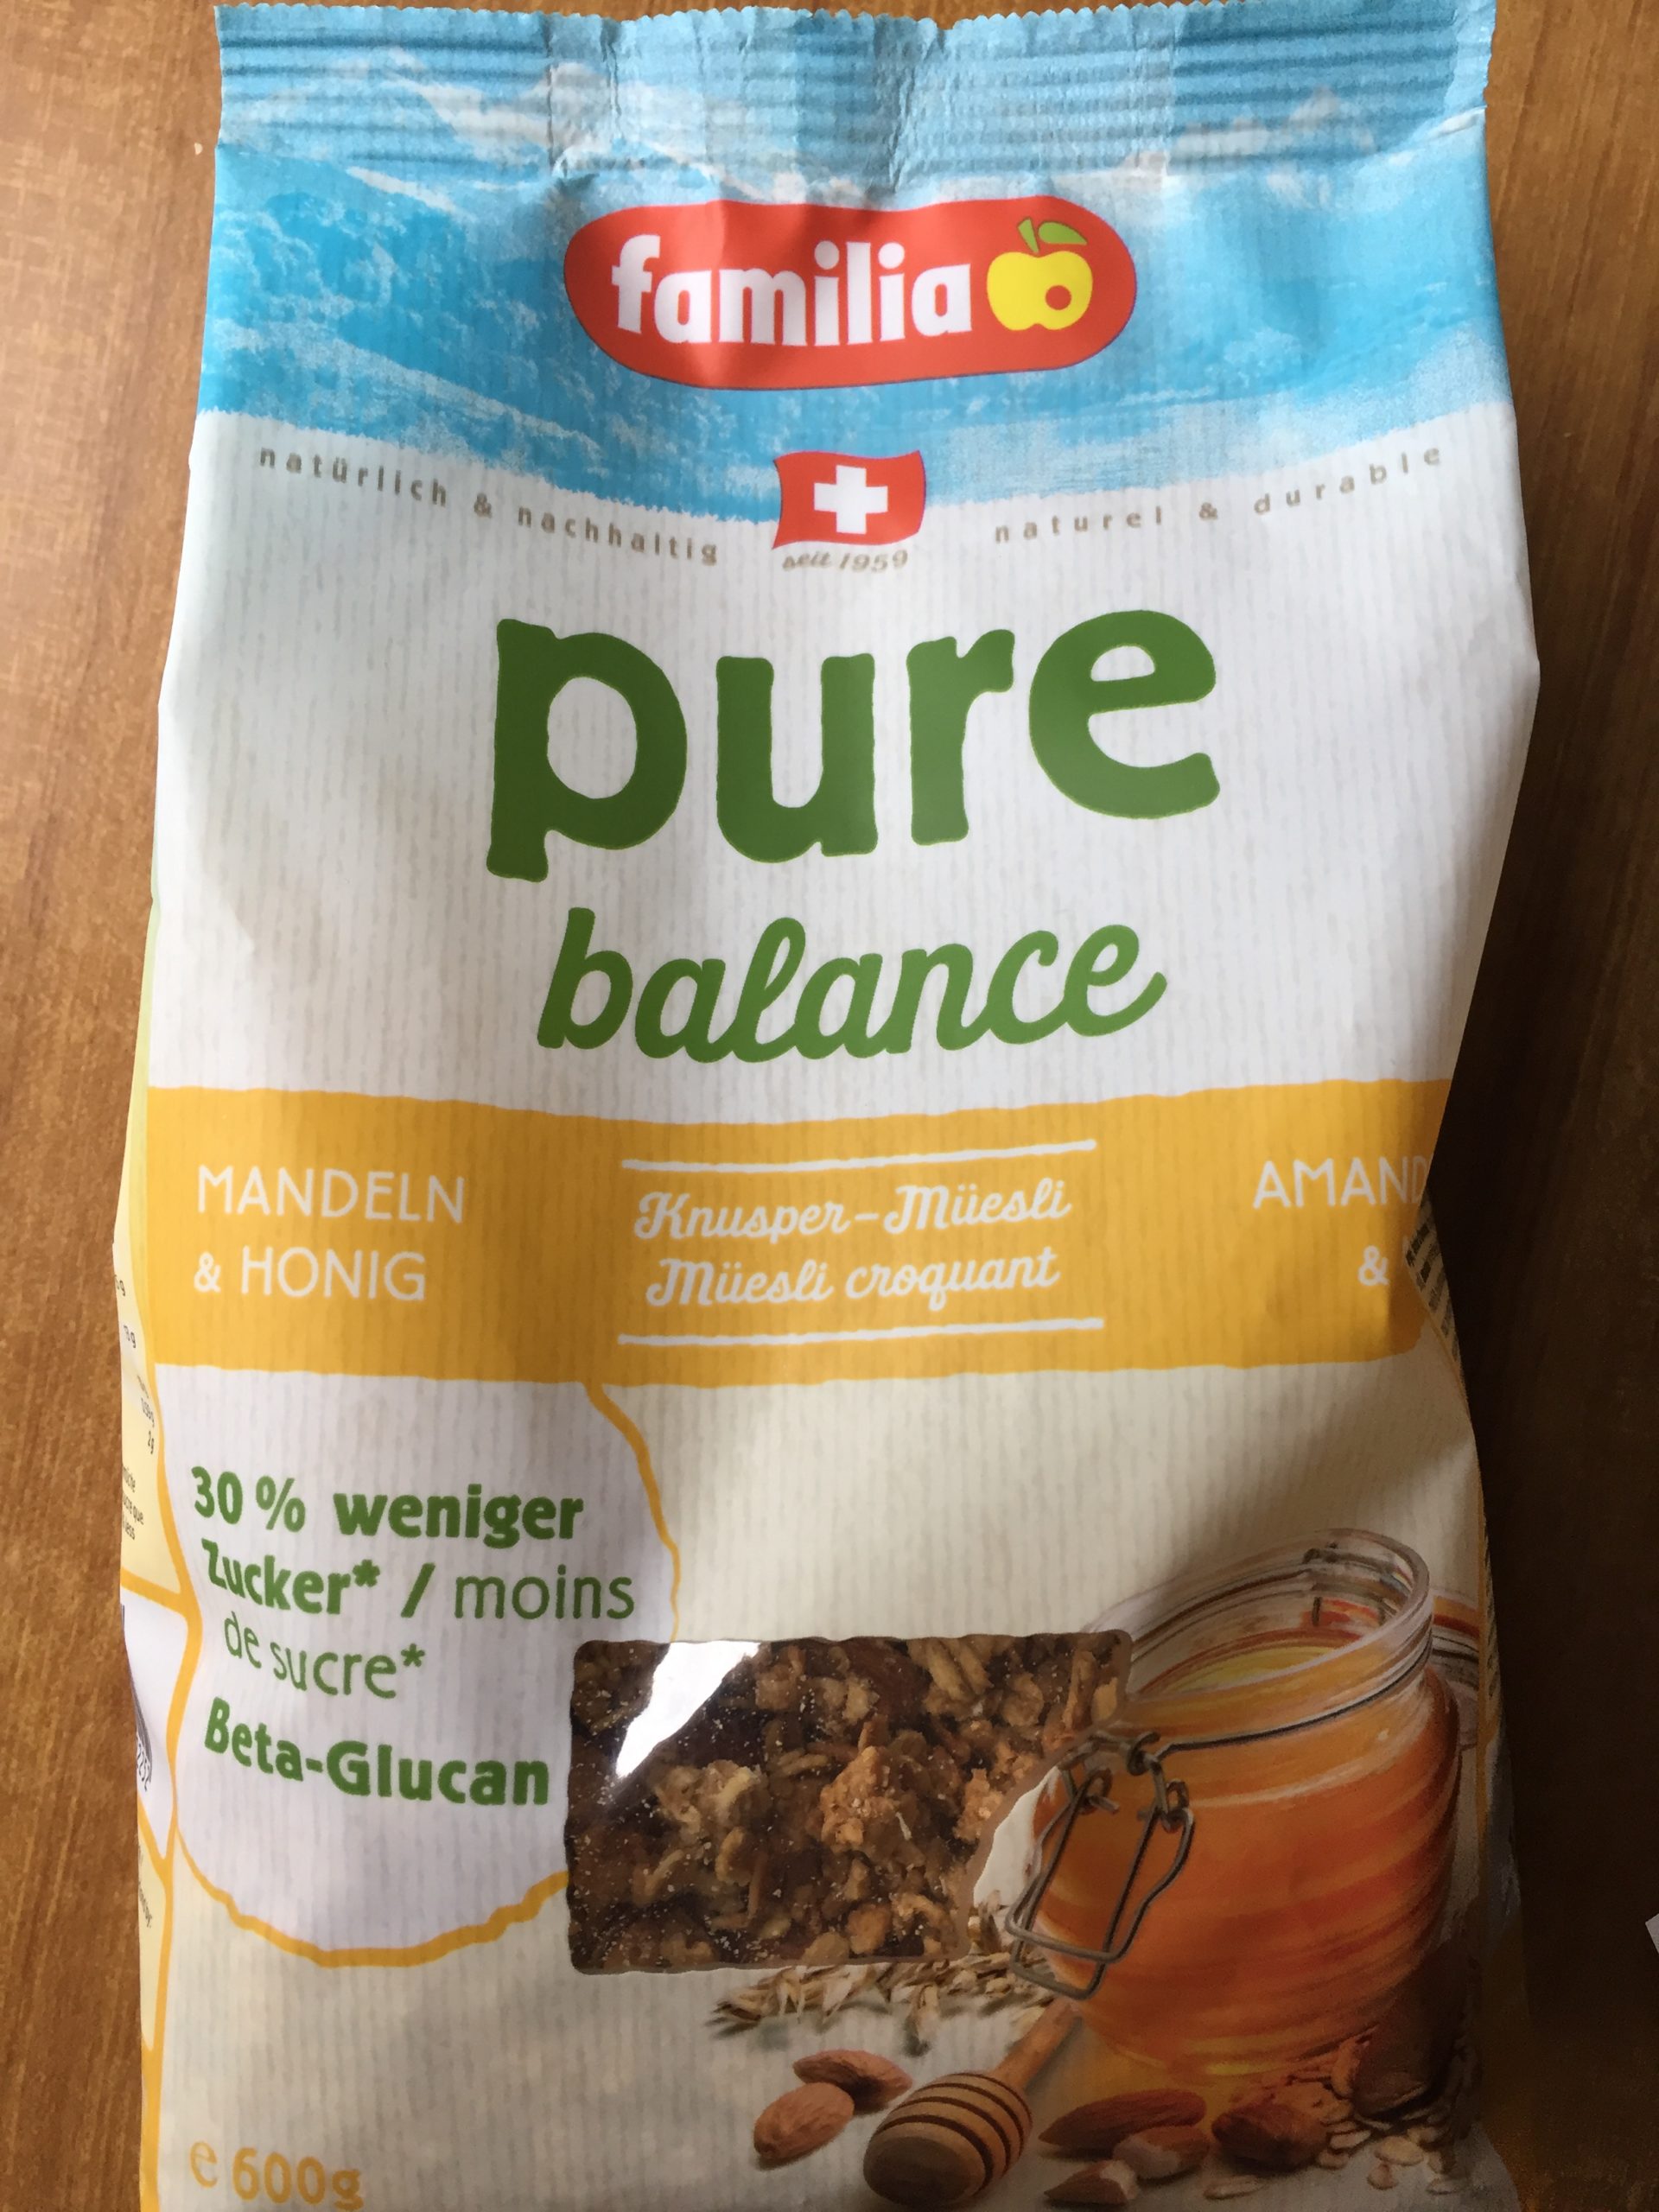 familia
natürlich & nachhaltig
seit 1959
naturel & durable
pure
balance
MANDELN
& HONIG
Knusper-Müesli
Müesli croquant
AMAND
&
30 % weniger
Zucker* / moins
de sucre*
Beta-Glucan
e 600g